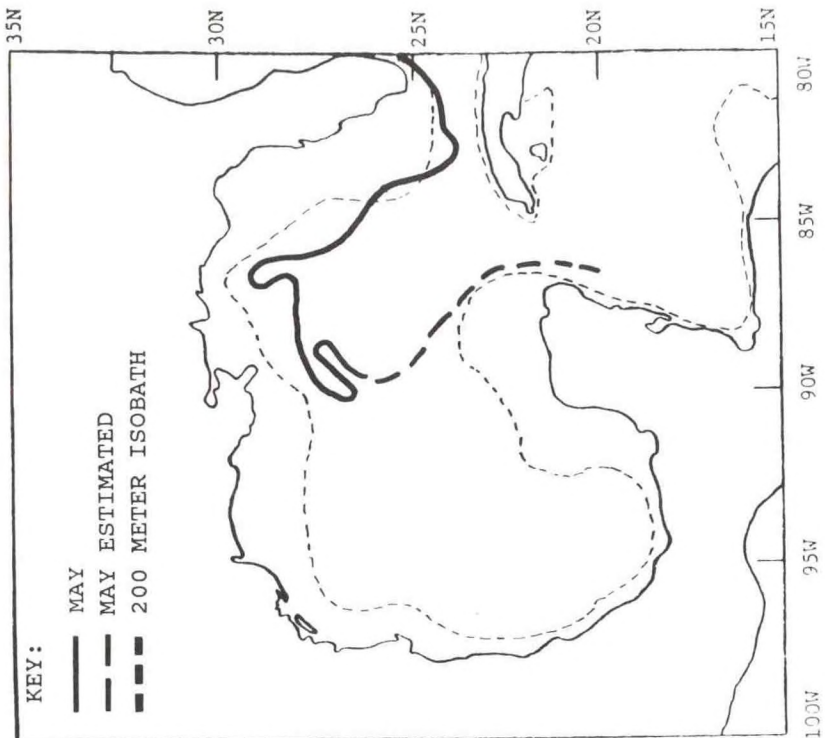 KEY:
MAY
MAY ESTIMATED
200 METER ISOBATH
35N
30N
25N
20N
15N
100W
95W
90W
85W
80W